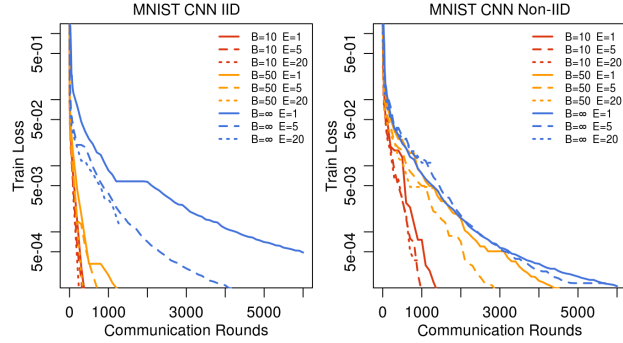 MNIST CNN IID
Train Loss
5e-01
5e-02
5e-03
5e-04
B=10 E=1
B=10 E=5
B=10 E=20
B=50 E=1
B=50 E=5
B=50 E=20
B=∞ E=1
B=∞ E=5
B=∞ E=20
0 1000 3000 5000
Communication Rounds
MNIST CNN Non-IID
Train Loss
5e-01
5e-02
5e-03
5e-04
B=10 E=1
B=10 E=5
B=10 E=20
B=50 E=1
B=50 E=5
B=50 E=20
B=∞ E=1
B=∞ E=5
B=∞ E=20
0 1000 3000 5000
Communication Rounds